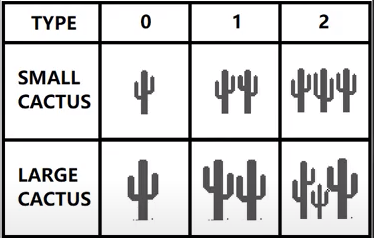 TYPE 0 1 2
SMALL
CACTUS
LARGE
CACTUS